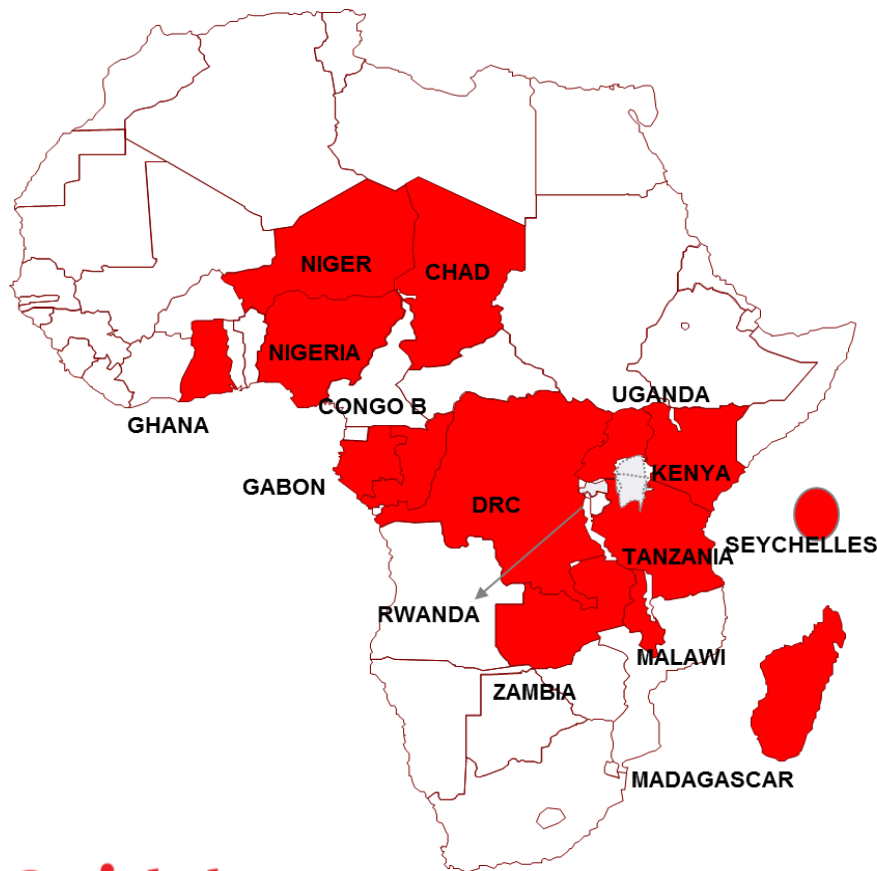 NIGER
CHAD
NIGERIA
UGANDA
CONGO B
GHANA
KENYA
GABON
DRC
SEYCHELLES
TANZANIA
RWANDA
MALAWI
ZAMBIA
MADAGASCAR